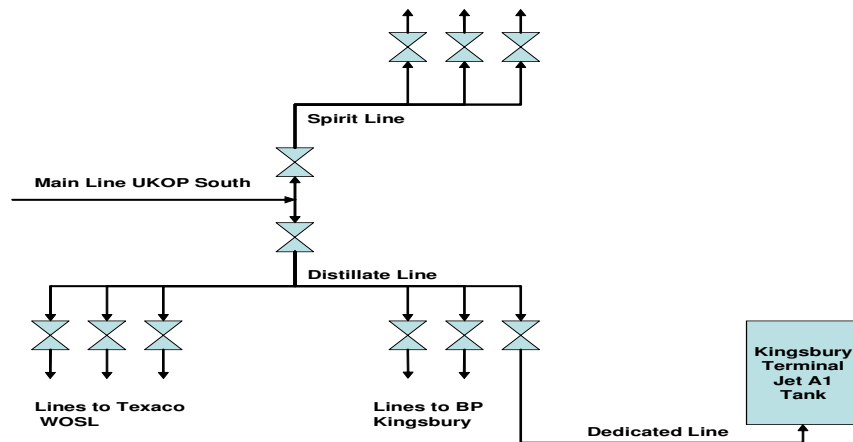 Spirit Line
Main Line UKOP South
Distillate Line
Kingsbury
Terminal
Jet A1
Tank
Lines to Texaco
WOSL
Lines to BP
Kingsbury
Dedicated Line